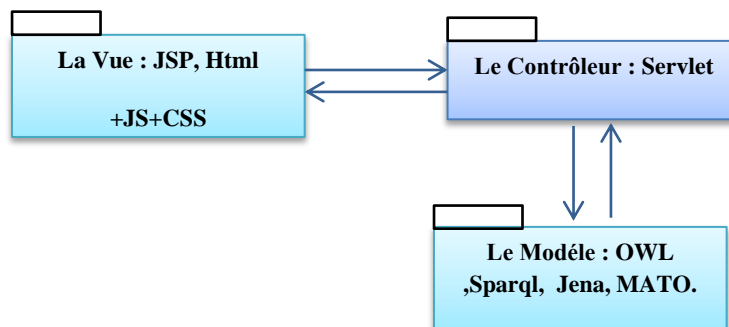 La Vue : JSP, Html
+JS+CSS
Le Contrôleur : Servlet
Le Modéle : OWL
,Sparql, Jena, MATO.